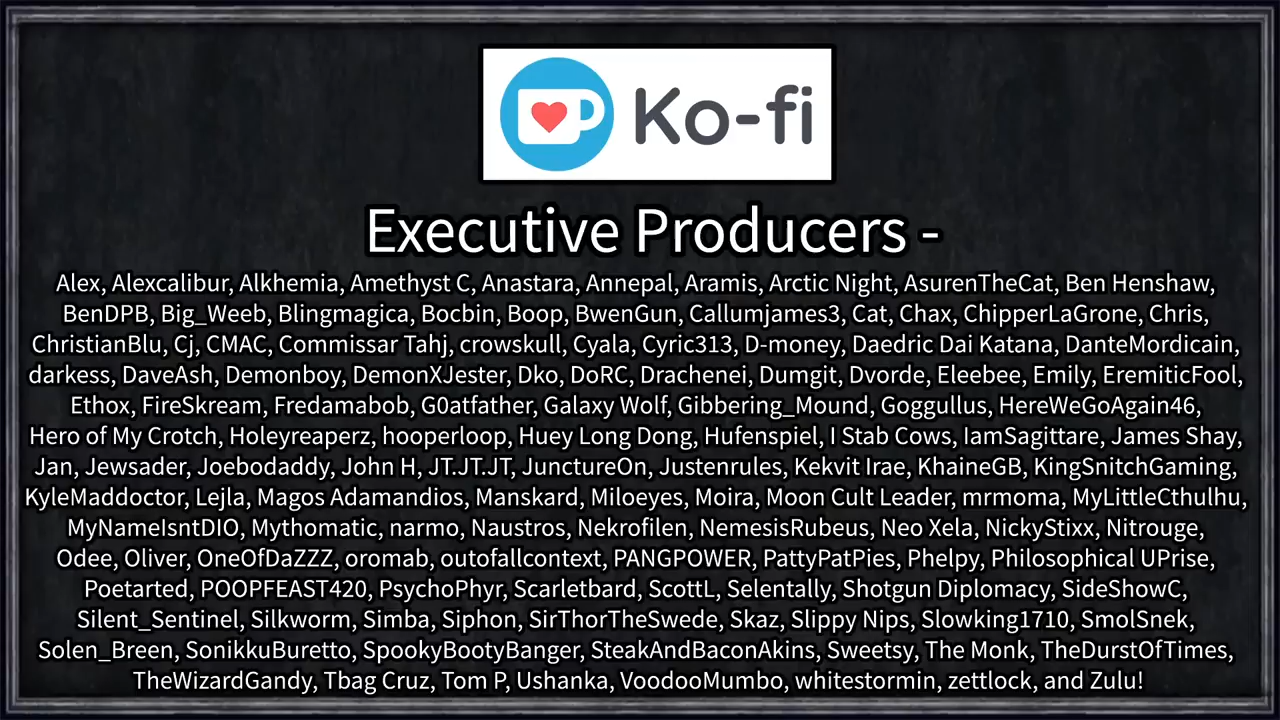 Ko-fi
Executive Producers -
Alex, Alexcalibur, Alkhemia, Amethyst C, Anastara, Annepal, Aramis, Arctic Night, AsurenTheCat, Ben Henshaw,
BenDPB, Big_Weeb, Blingmagica, Bocbin, Boop, BwenGun, Callumjames3, Cat, Chax, ChipperLaGrone, Chris,
ChristianBlu, Cj, CMAC, Commissar Tahj, crowskull, Cyala, Cyric313, D-money, Daedric Dai Katana, DanteMordicain,
darkess, DaveAsh, Demonboy, DemonXJester, Dko, DoRC, Drachenei, Dumgit, Dvorde, Eleebee, Emily, EremiticFool,
Ethox, FireSkream, Fredamabob, G0atfather, Galaxy Wolf, Gibbering_Mound, Goggullus, HereWeGoAgain46,
Hero of My Crotch, Holeyreaperz, hooperloop, Huey Long Dong, Hufenspiel, I Stab Cows, IamSagittare, James Shay,
Jan, Jewsader, Joebodaddy, John H, JT.JT.JT, JunctureOn, Justenrules, Kekvit Irae, KhaineGB, KingSnitchGaming,
KyleMaddoctor, Lejla, Magos Adamandios, Manskard, Miloeyes, Moira, Moon Cult Leader, mrmoma, MyLittleCthulhu,
MyNameIsntDIO, Mythomatic, narmo, Naustros, Nekrofilen, NemesisRubeus, Neo Xela, NickyStixx, Nitrouge,
Odee, Oliver, OneOfDaZZZ, oromab, outofallcontext, PANGPOWER, PattyPatPies, Phelpy, Philosophical UPrise,
Poetarted, POOPFEAST420, PsychoPhyr, Scarletbard, ScottL, Selentally, Shotgun Diplomacy, SideShowC,
Silent_Sentinel, Silkworm, Simba, Siphon, SirThorTheSwede, Skaz, Slippy Nips, Slowking1710, SmolSnek,
Solen_Breen, SonikkuBuretto, SpookyBootyBanger, SteakAndBaconAkins, Sweetsy, The Monk, TheDurstOfTimes,
TheWizardGandy, Tbag Cruz, Tom P, Ushanka, VoodooMumbo, whitestormin, zettlock, and Zulu!